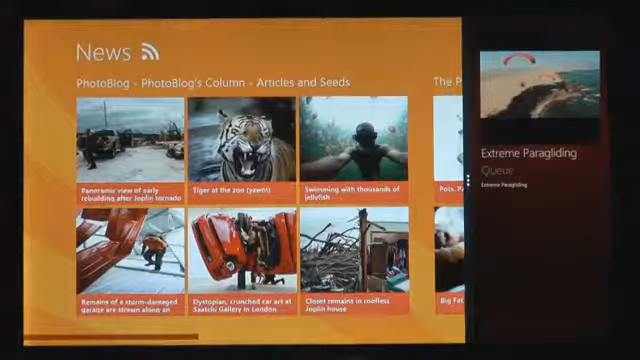 News
PhotoBlog - PhotoBlog's Column - Articles and Seeds
The P
Panoramic view of early
rebuilding after Joplin tornado
Tiger at the zoo (yawn)
Swimming with thousands of
jellyfish
Pots, Pa
Remains of a storm-damaged
garage are strewn along an
Dystopian, crunched car art at
Saatchi Gallery in London
Closet remains in roofless
Joplin house
Big Fat
Extreme Paragliding
Queue
Extreme Paragliding